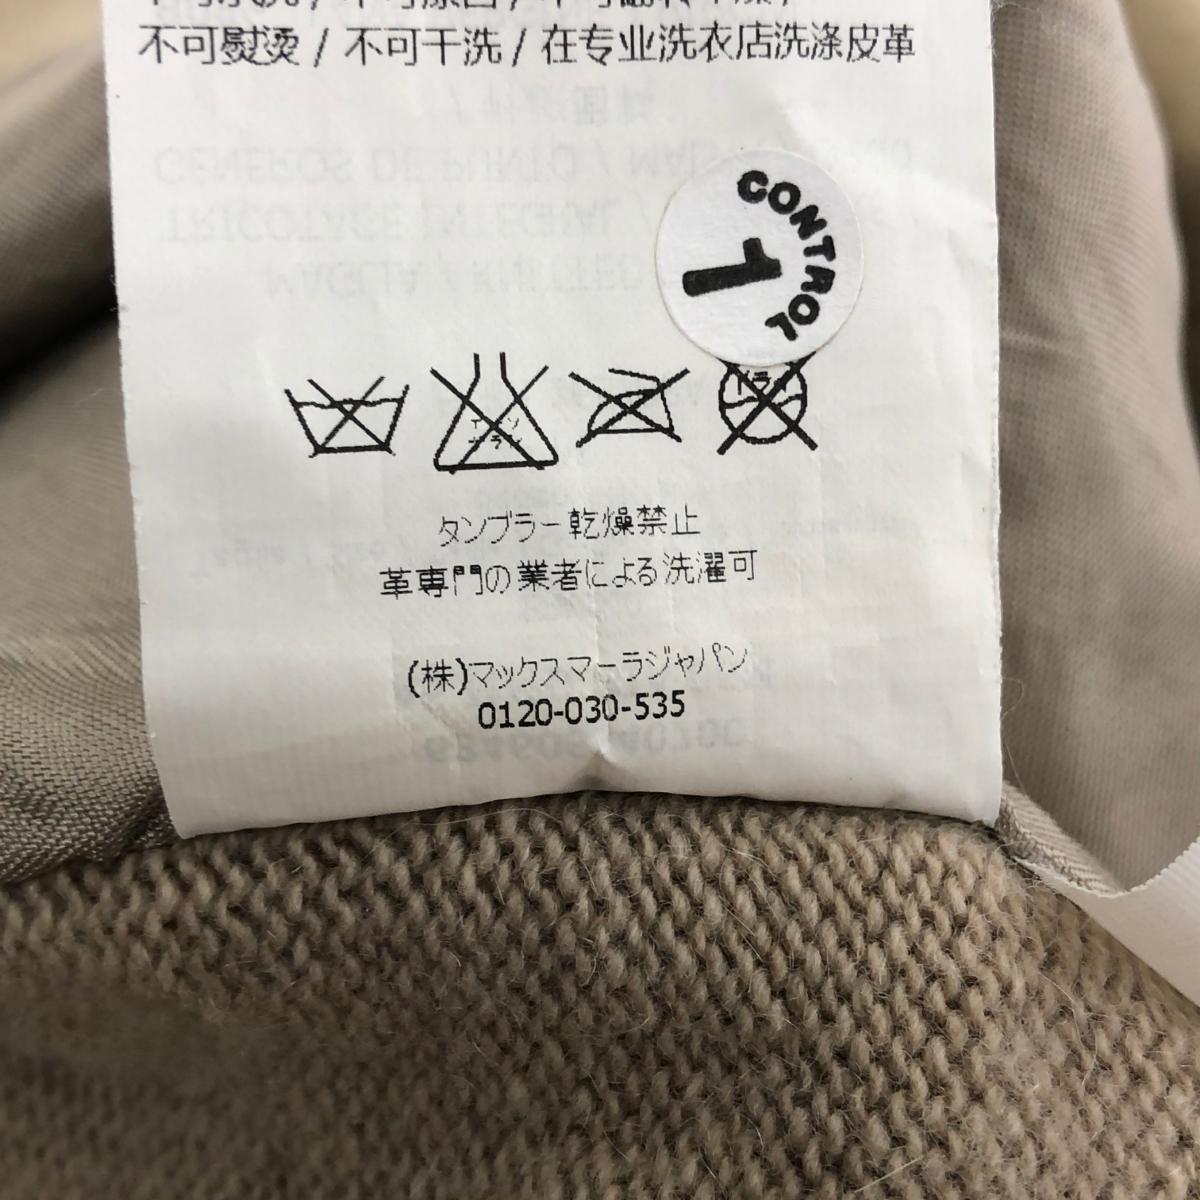 不可熨烫 / 不可干洗 / 在专业洗衣店洗涤皮革
CONTROL
1
タンブラー乾燥禁止
革専門の業者による洗濯可
(株)マックスマーラジャパン
0120-030-535